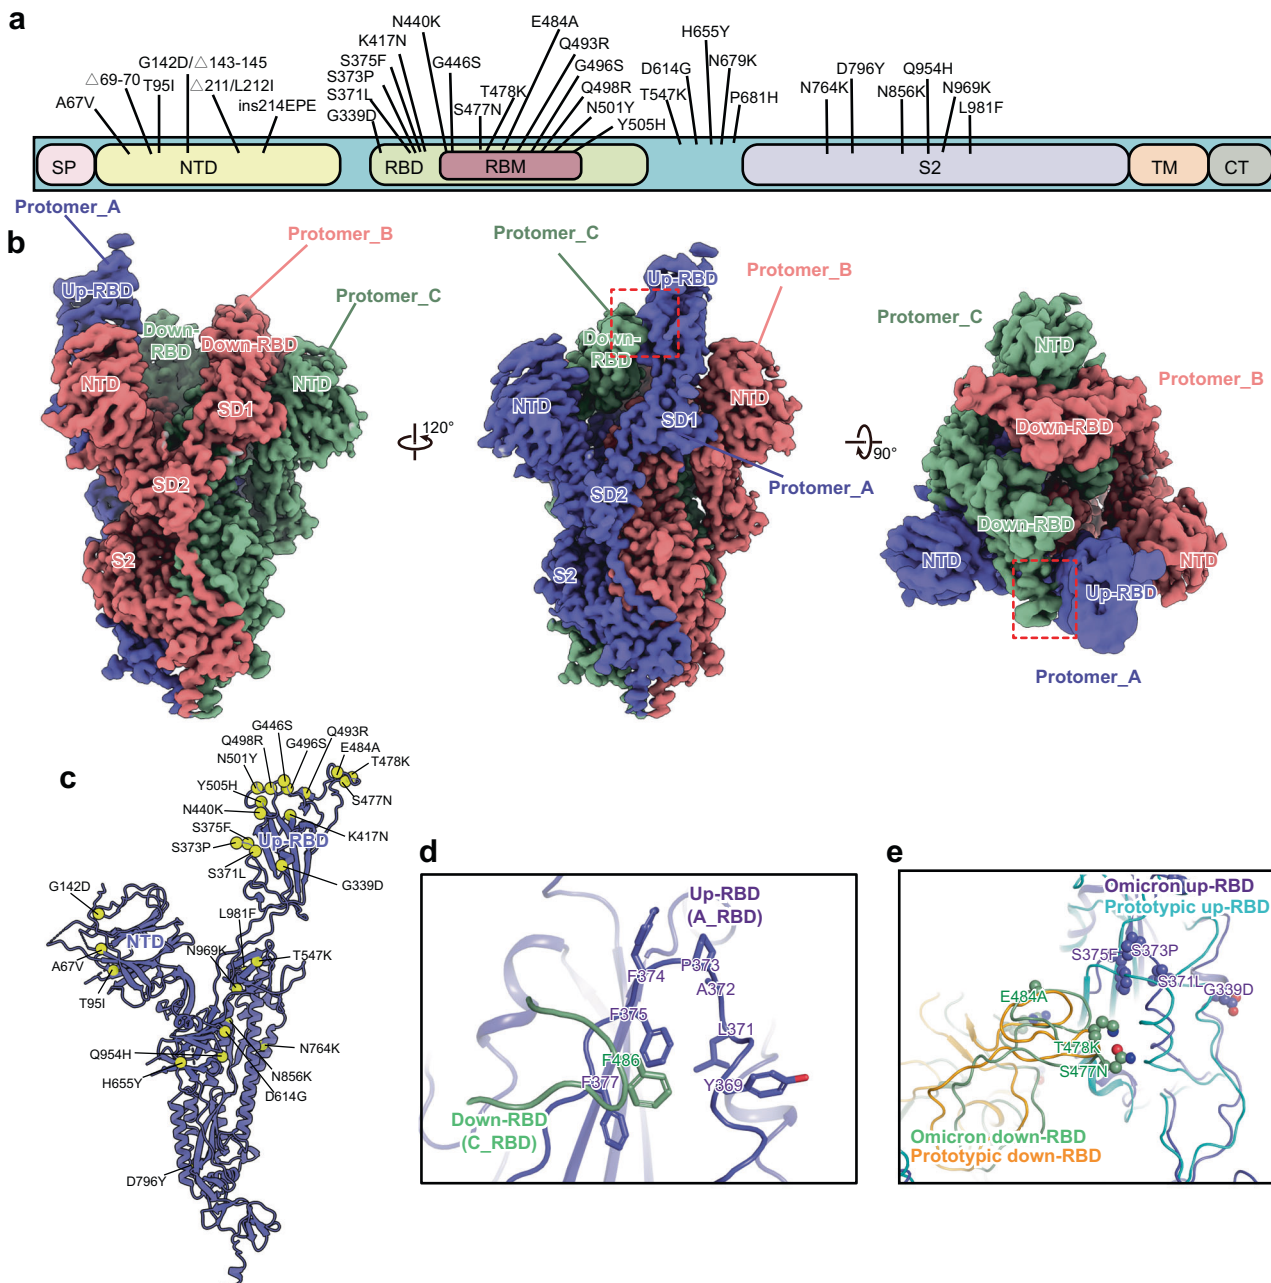 a
A67V
△69-70
T95I
G142D/△143-145
△211/L212I
ins214EPE
G339D
S371L
S373P
S375F
K417N
N440K
G446S
S477N
T478K
E484A
Q493R
G496S
Q498R
N501Y
Y505H
T547K
D614G
H655Y
N679K
P681H
N764K
D796Y
N856K
Q954H
N969K
L981F
SP
NTD
RBD
RBM
S2
TM
CT
b
Protomer_A
Protomer_B
Protomer_C
Up-RBD
Down-
RBD
Down-RBD
NTD
NTD
SD1
SD2
S2
120°
Protomer_C
Protomer_B
Up-RBD
Down-
RBD
NTD
SD1
NTD
SD2
Protomer_A
S2
90°
Protomer_C
NTD
Protomer_B
Down-RBD
Down-RBD
NTD
Up-RBD
NTD
Protomer_A
c
G446S
Q498R
G496S
Q493R
N501Y
E484A
T478K
Y505H
S477N
N440K
S375F
Up-RBD
K417N
S373P
S371L
G339D
G142D
L981F
NTD
N969K
T547K
A67V
T95I
Q954H
N764K
H655Y
N856K
D614G
D796Y
d
Up-RBD
(A_RBD)
F374
P373
A372
F375
L371
F486
F377
Y369
Down-RBD
(C_RBD)
e
Omicron up-RBD
Prototypic up-RBD
S375F
S373P
S371L
G339D
E484A
T478K
S477N
Omicron down-RBD
Prototypic down-RBD